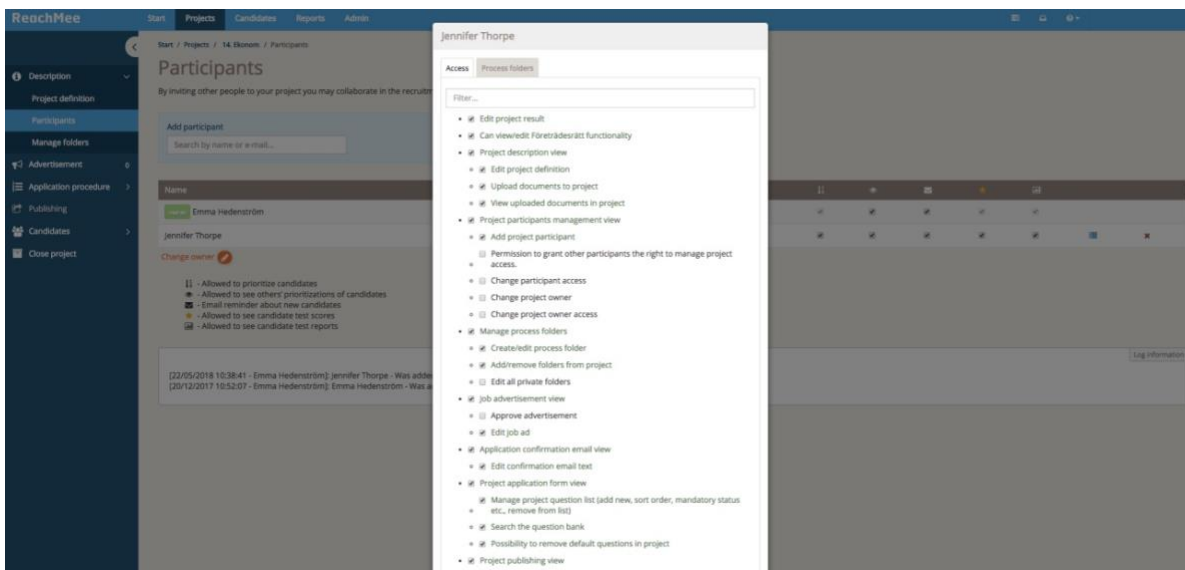 ReachMee
Start Projects Candidates Reports Admin
Start / Projects / 14. Ekonom / Participants
Participants
By inviting other people to your project you may collaborate in the recruitm
Description
Project definition
Participants
Manage folders
Advertisement
Application procedure
Publishing
Candidates
Close project
Add participant
Search by name or e-mail...
Name
Emma Hedenström
Jennifer Thorpe
Change owner
- Allowed to prioritize candidates
- Allowed to see others' prioritizations of candidates
- Email reminder about new candidates
- Allowed to see candidate test scores
- Allowed to see candidate test reports
Log information
[22/05/2018 10:38:41 - Emma Hedenström]: Jennifer Thorpe - Was adde
[20/12/2017 10:52:07 - Emma Hedenström]: Emma Hedenström - Was a
Jennifer Thorpe
Access Process folders
Filter...
Edit project result
Can view/edit Företrädesrätt functionality
Project description view
Edit project definition
Upload documents to project
View uploaded documents in project
Project participants management view
Add project participant
Permission to grant other participants the right to manage project
access.
Change participant access
Change project owner
Change project owner access
Manage process folders
Create/edit process folder
Add/remove folders from project
Edit all private folders
Job advertisement view
Approve advertisement
Edit job ad
Application confirmation email view
Edit confirmation email text
Project application form view
Manage project question list (add new, sort order, mandatory status
etc., remove from list)
Search the question bank
Possibility to remove default questions in project
Project publishing view